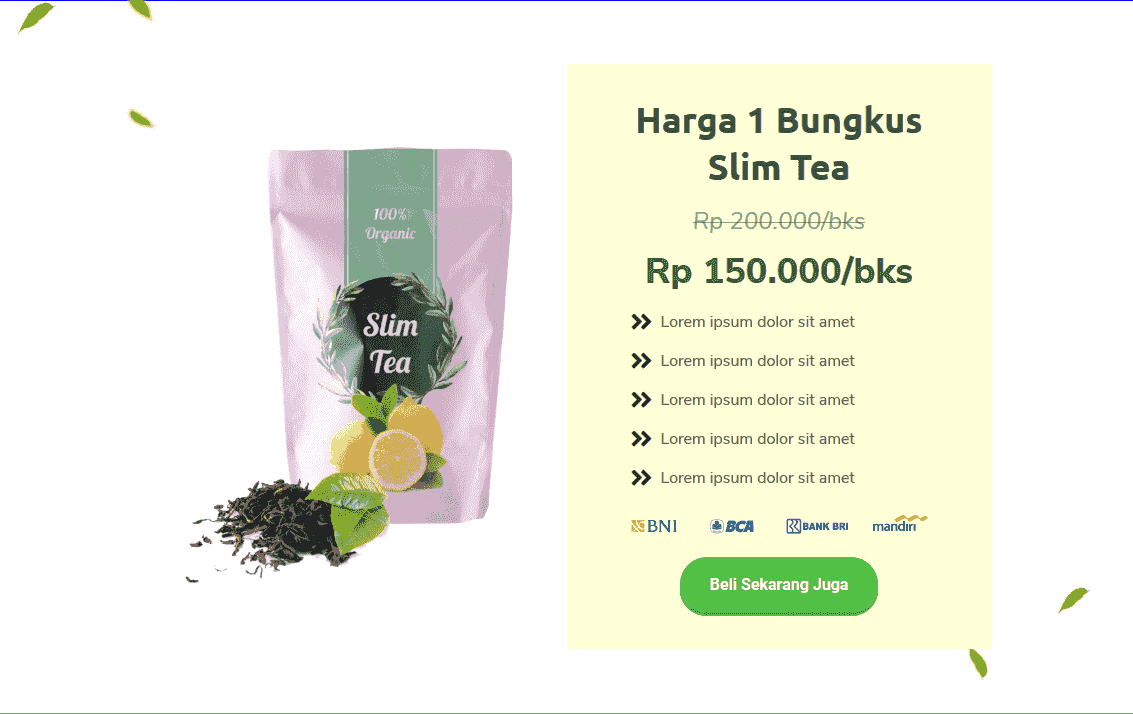 100%
Organic
Slim
Tea
Harga 1 Bungkus
Slim Tea
Rp 200.000/bks
Rp 150.000/bks
Lorem ipsum dolor sit amet
Lorem ipsum dolor sit amet
Lorem ipsum dolor sit amet
Lorem ipsum dolor sit amet
Lorem ipsum dolor sit amet
BNI BCA BANK BRI mandiri
Beli Sekarang Juga